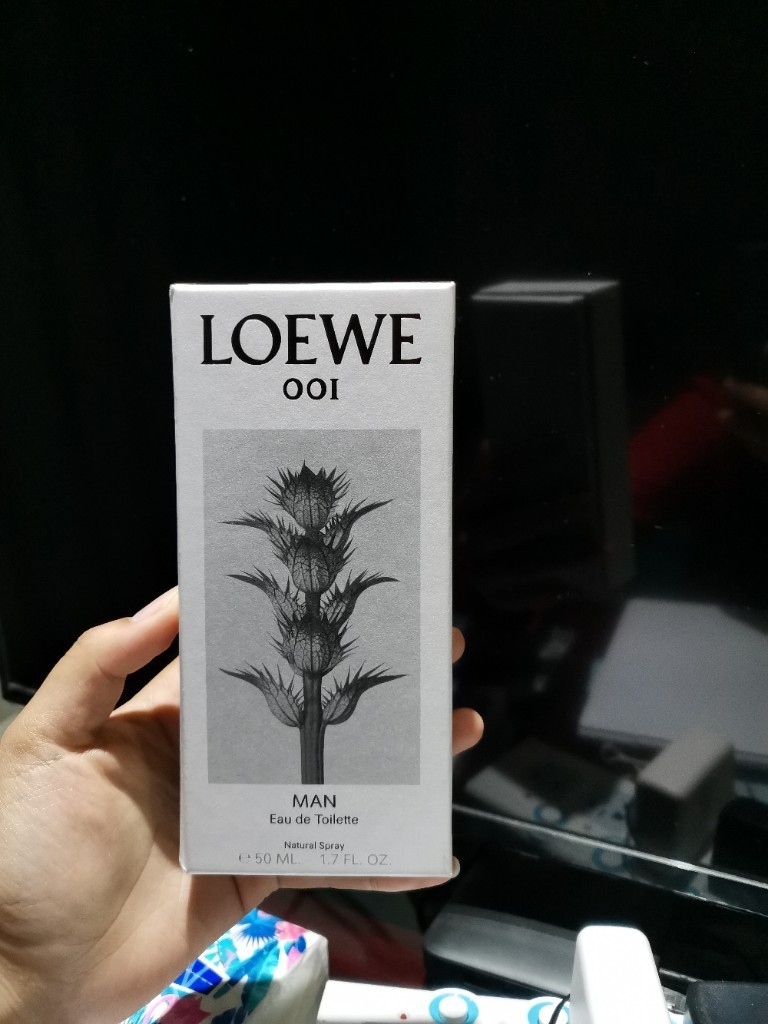 LOEWE
001
MAN
Eau de Toilette
Natural Spray
℮ 50 ML. 1.7 FL. OZ.